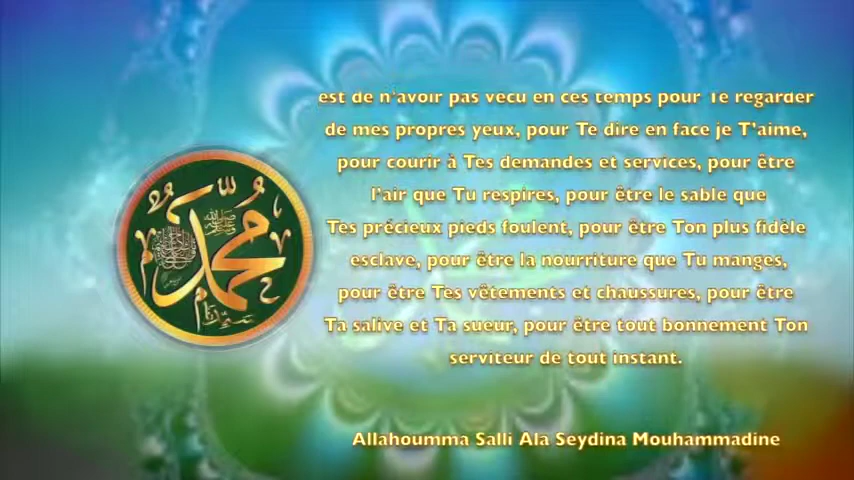 محمد
est de n'avoir pas vécu en ces temps pour Te regarder
de mes propres yeux, pour Te dire en face je T'aime,
pour courir à Tes demandes et services, pour être
l'air que Tu respires, pour être le sable que
Tes précieux pieds foulent, pour être Ton plus fidèle
esclave, pour être la nourriture que Tu manges,
pour être Tes vêtements et chaussures, pour être
Ta salive et Ta sueur, pour être tout bonnement Ton
serviteur de tout instant.
Allahoumma Salli Ala Seydina Mouhammadine